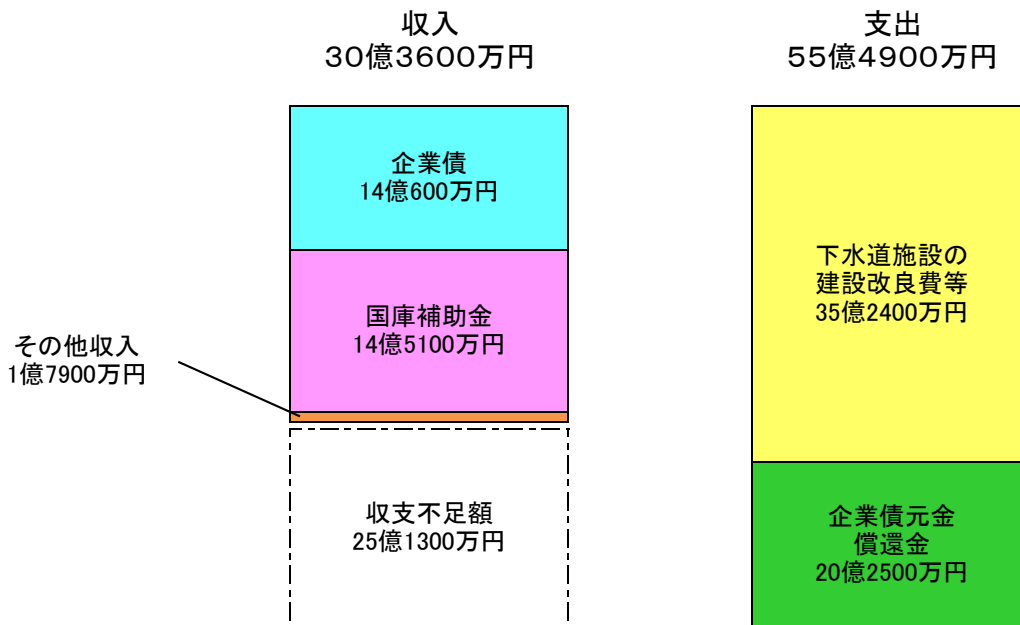 収入
30億3600万円
支出
55億4900万円
企業債
14億600万円
国庫補助金
14億5100万円
その他収入
1億7900万円
収支不足額
25億1300万円
下水道施設の
建設改良費等
35億2400万円
企業債元金
償還金
20億2500万円